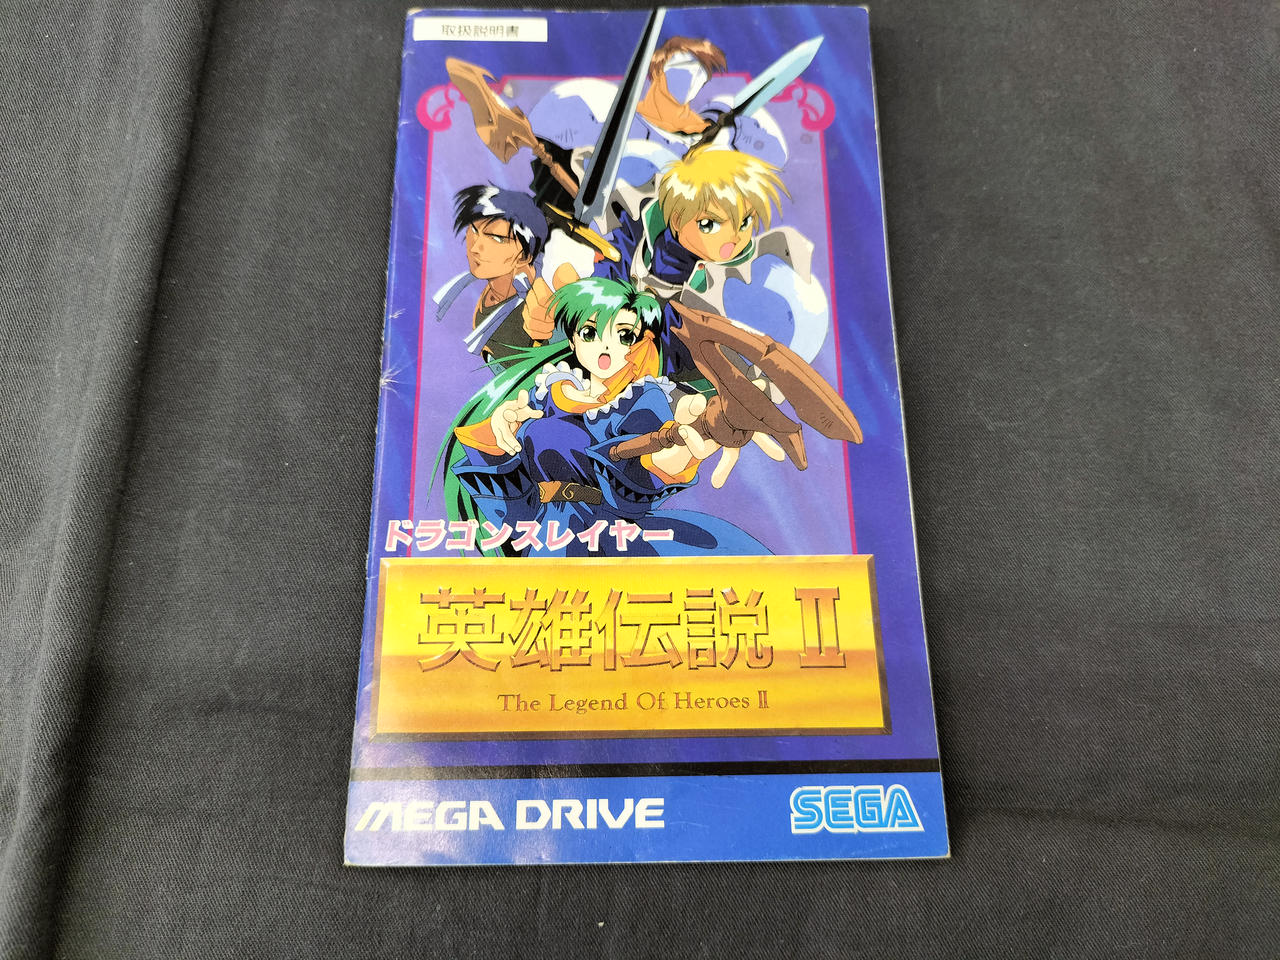 取扱説明書
ドラゴンスレイヤー
英雄伝説 II
The Legend Of Heroes II
MEGA DRIVE
SEGA